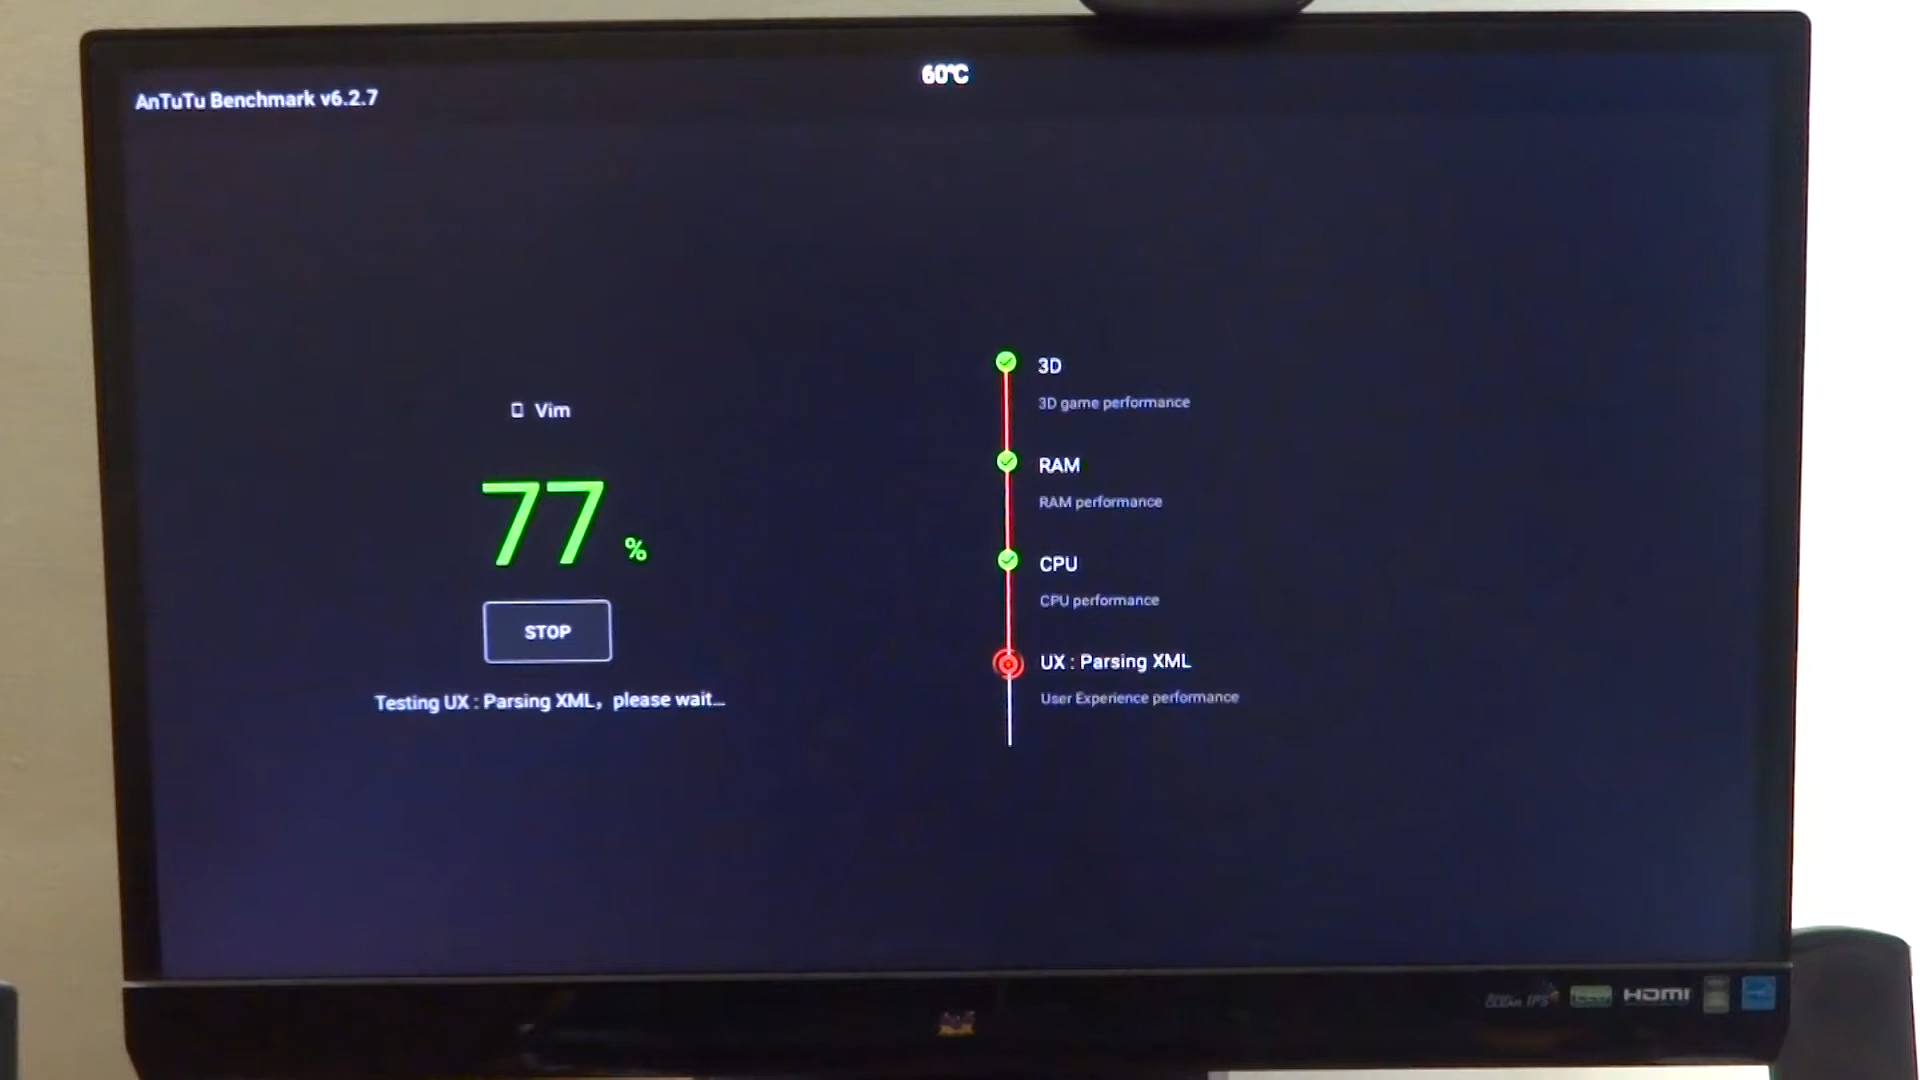 60°C
AnTuTu Benchmark v6.2.7
Vim
77 %
STOP
Testing UX : Parsing XML, please wait...
3D
3D game performance
RAM
RAM performance
CPU
CPU performance
UX : Parsing XML
User Experience performance
HDMI